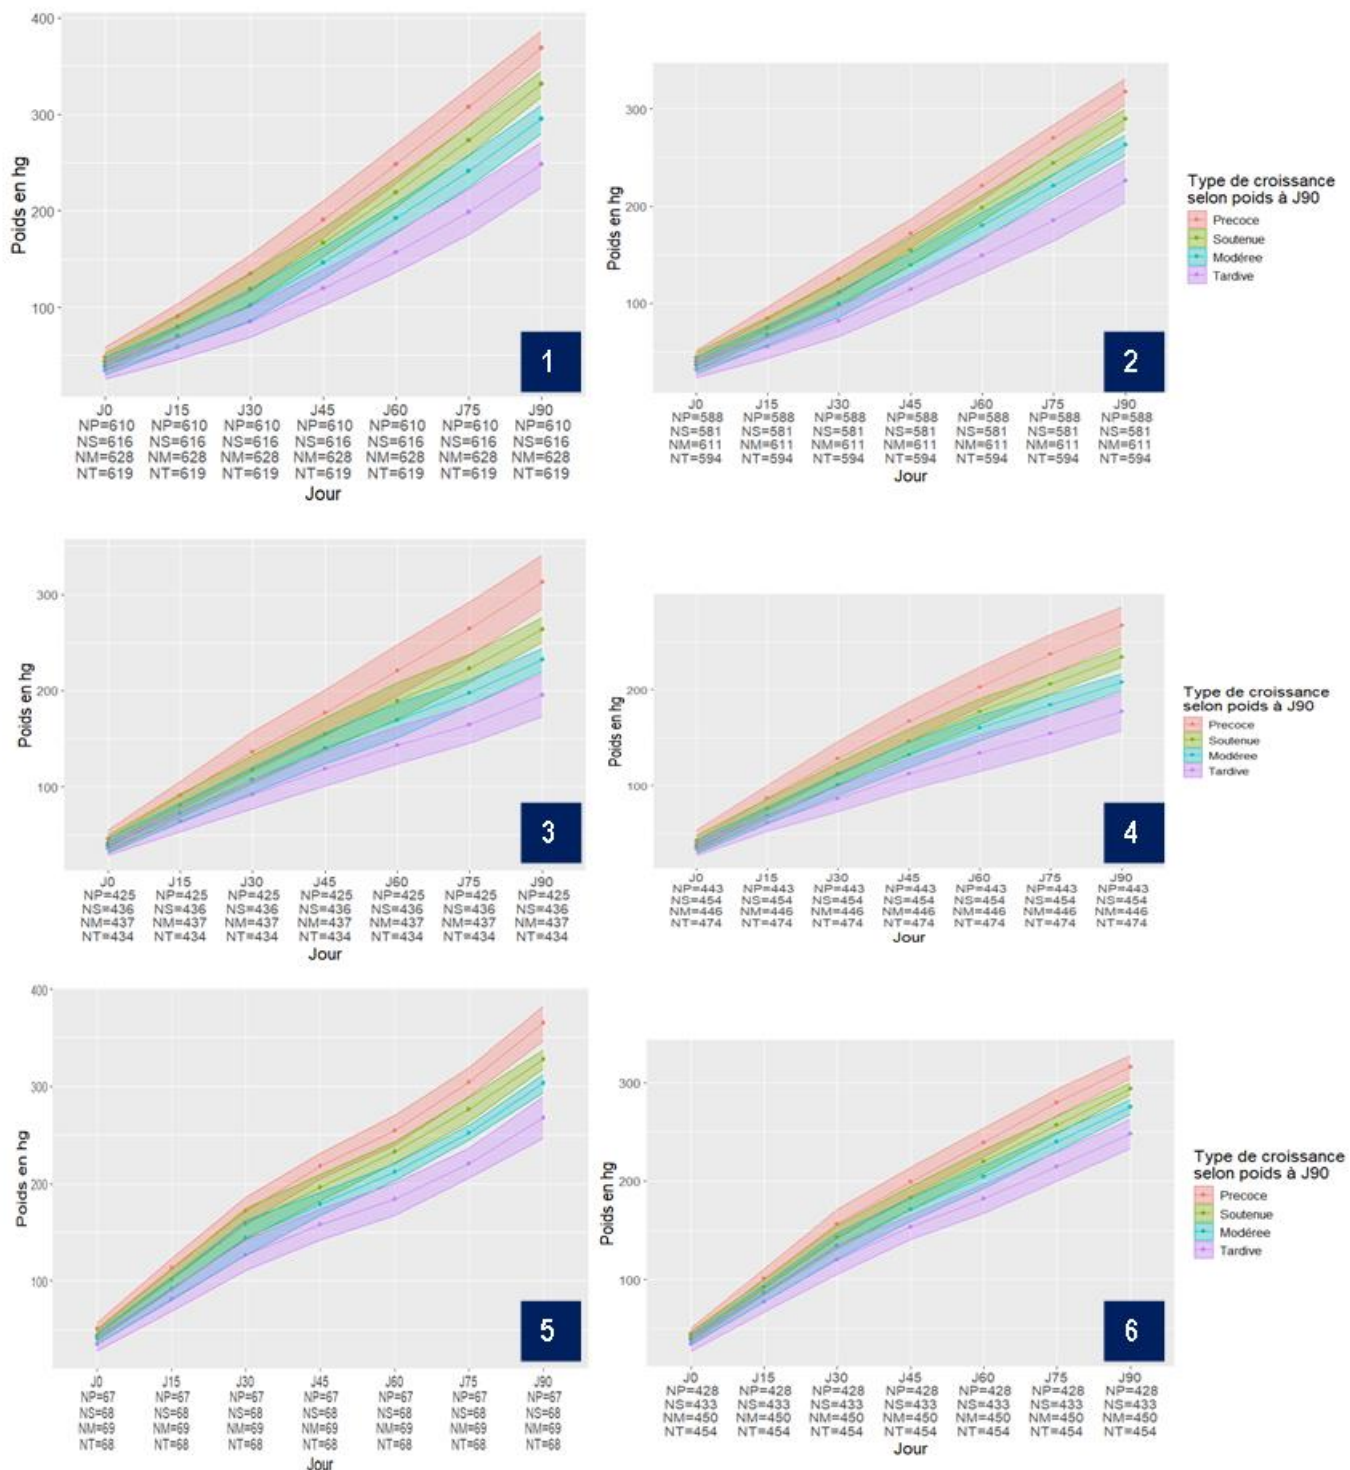 400
300
200
100
Poids en hg
J0 J15 J30 J45 J60 J75 J90
NP=610 NP=610 NP=610 NP=610 NP=610 NP=610 NP=610
NS=616 NS=616 NS=616 NS=616 NS=616 NS=616 NS=616
NM=628 NM=628 NM=628 NM=628 NM=628 NM=628 NM=628
NT=619 NT=619 NT=619 NT=619 NT=619 NT=619 NT=619
Jour
1
300
200
100
Poids en hg
J0 J15 J30 J45 J60 J75 J90
NP=588 NP=588 NP=588 NP=588 NP=588 NP=588 NP=588
NS=581 NS=581 NS=581 NS=581 NS=581 NS=581 NS=581
NM=611 NM=611 NM=611 NM=611 NM=611 NM=611 NM=611
NT=594 NT=594 NT=594 NT=594 NT=594 NT=594 NT=594
Jour
2
Type de croissance
selon poids à J90
Precoce
Soutenue
Modéree
Tardive
300
200
100
Poids en hg
J0 J15 J30 J45 J60 J75 J90
NP=425 NP=425 NP=425 NP=425 NP=425 NP=425 NP=425
NS=436 NS=436 NS=436 NS=436 NS=436 NS=436 NS=436
NM=437 NM=437 NM=437 NM=437 NM=437 NM=437 NM=437
NT=434 NT=434 NT=434 NT=434 NT=434 NT=434 NT=434
Jour
3
200
100
Poids en hg
J0 J15 J30 J45 J60 J75 J90
NP=443 NP=443 NP=443 NP=443 NP=443 NP=443 NP=443
NS=454 NS=454 NS=454 NS=454 NS=454 NS=454 NS=454
NM=446 NM=446 NM=446 NM=446 NM=446 NM=446 NM=446
NT=474 NT=474 NT=474 NT=474 NT=474 NT=474 NT=474
Jour
4
Type de croissance
selon poids à J90
Precoce
Soutenue
Modéree
Tardive
400
300
200
100
Poids en hg
J0 J15 J30 J45 J60 J75 J90
NP=67 NP=67 NP=67 NP=67 NP=67 NP=67 NP=67
NS=68 NS=68 NS=68 NS=68 NS=68 NS=68 NS=68
NM=69 NM=69 NM=69 NM=69 NM=69 NM=69 NM=69
NT=68 NT=68 NT=68 NT=68 NT=68 NT=68 NT=68
Jour
5
300
200
100
Poids en hg
J0 J15 J30 J45 J60 J75 J90
NP=428 NP=428 NP=428 NP=428 NP=428 NP=428 NP=428
NS=433 NS=433 NS=433 NS=433 NS=433 NS=433 NS=433
NM=450 NM=450 NM=450 NM=450 NM=450 NM=450 NM=450
NT=454 NT=454 NT=454 NT=454 NT=454 NT=454 NT=454
Jour
6
Type de croissance
selon poids à J90
Precoce
Soutenue
Modéree
Tardive